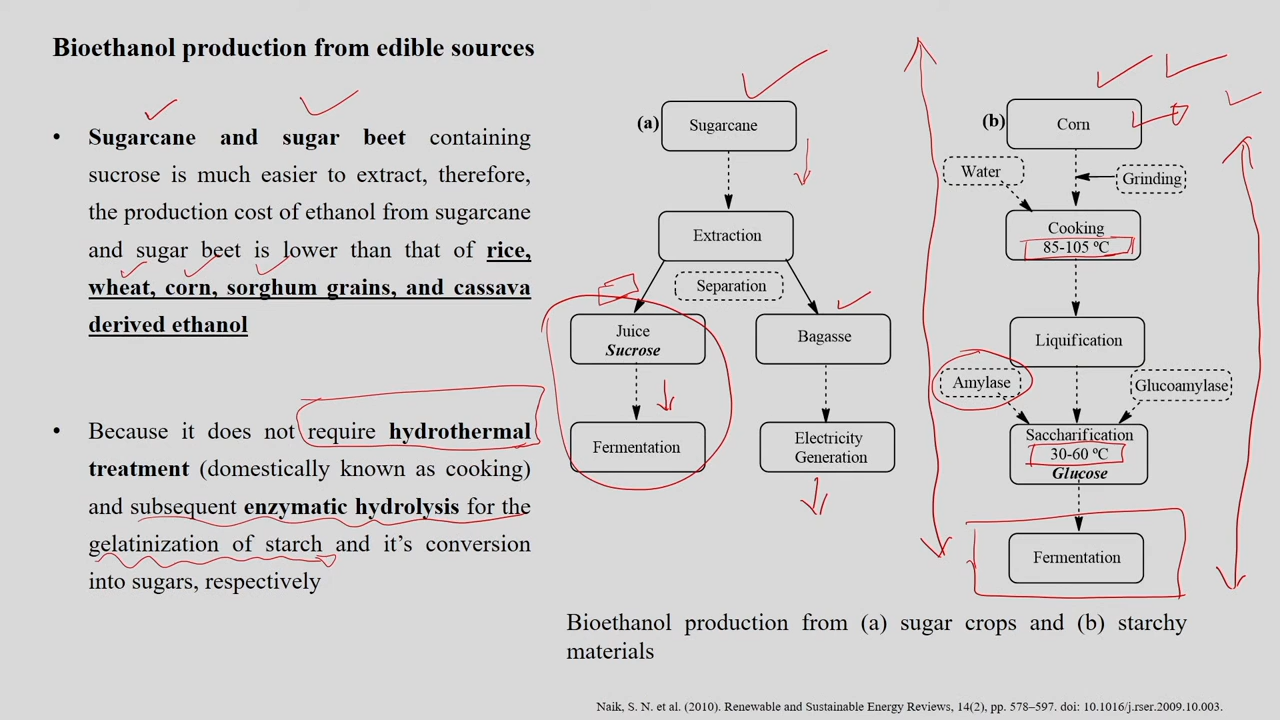 Bioethanol production from edible sources
• Sugarcane and sugar beet containing
sucrose is much easier to extract, therefore,
the production cost of ethanol from sugarcane
and sugar beet is lower than that of rice,
wheat, corn, sorghum grains, and cassava
derived ethanol
• Because it does not require hydrothermal
treatment (domestically known as cooking)
and subsequent enzymatic hydrolysis for the
gelatinization of starch and it's conversion
into sugars, respectively
(a)
Sugarcane
Extraction
Separation
Juice
Sucrose
Bagasse
Fermentation
Electricity
Generation
(b)
Corn
Water
Grinding
Cooking
85-105 ºC
Liquification
Amylase
Glucoamylase
Saccharification
30-60 ºC
Glucose
Fermentation
Bioethanol production from (a) sugar crops and (b) starchy
materials
Naik, S. N. et al. (2010). Renewable and Sustainable Energy Reviews, 14(2), pp. 578–597. doi: 10.1016/j.rser.2009.10.003.